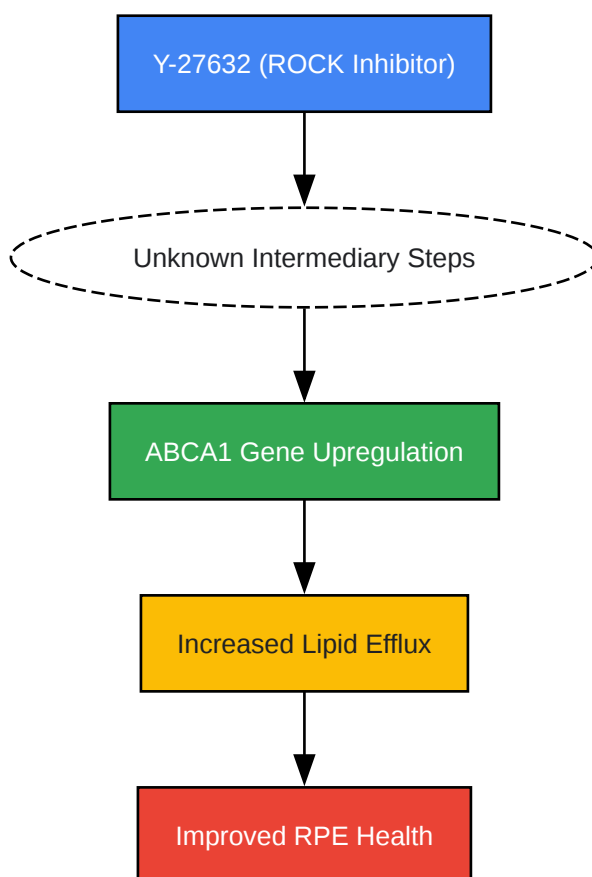 Y-27632 (ROCK Inhibitor)
Unknown Intermediary Steps
ABCA1 Gene Upregulation
Increased Lipid Efflux
Improved RPE Health